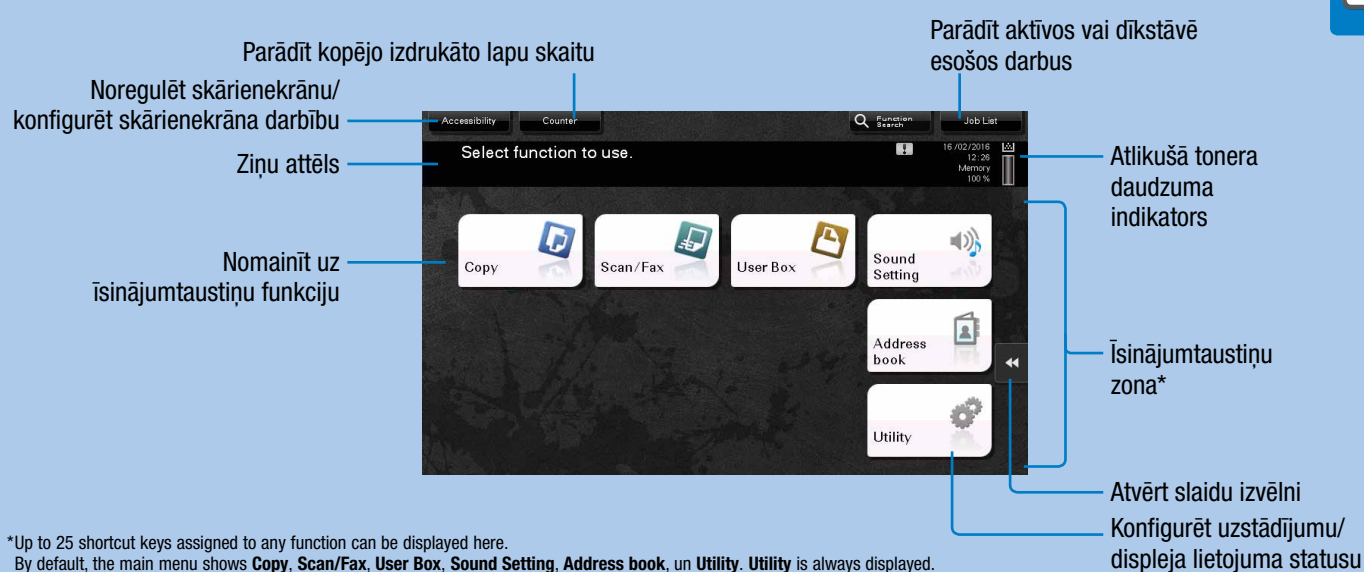 Parādīt aktīvos vai dīkstāvē
esošos darbus
Parādīt kopējo izdrukāto lapu skaitu
Noregulēt skārienekrānu/
konfigurēt skārienekrāna darbību
Ziņu attēls
Nomainīt uz
īsinājumtaustiņu funkciju
Accessibility
Counter
Function
Search
Job List
Select function to use.
16/02/2016
12:26
Memory
100 %
Copy
Scan/Fax
User Box
Sound
Setting
Address
book
Utility
Atlikušā tonera
daudzuma
indikators
Īsinājumtaustiņu
zona*
Atvērt slaidu izvēlni
Konfigurēt uzstādījumu/
displeja lietojuma statusu
*Up to 25 shortcut keys assigned to any function can be displayed here.
By default, the main menu shows Copy, Scan/Fax, User Box, Sound Setting, Address book, un Utility. Utility is always displayed.